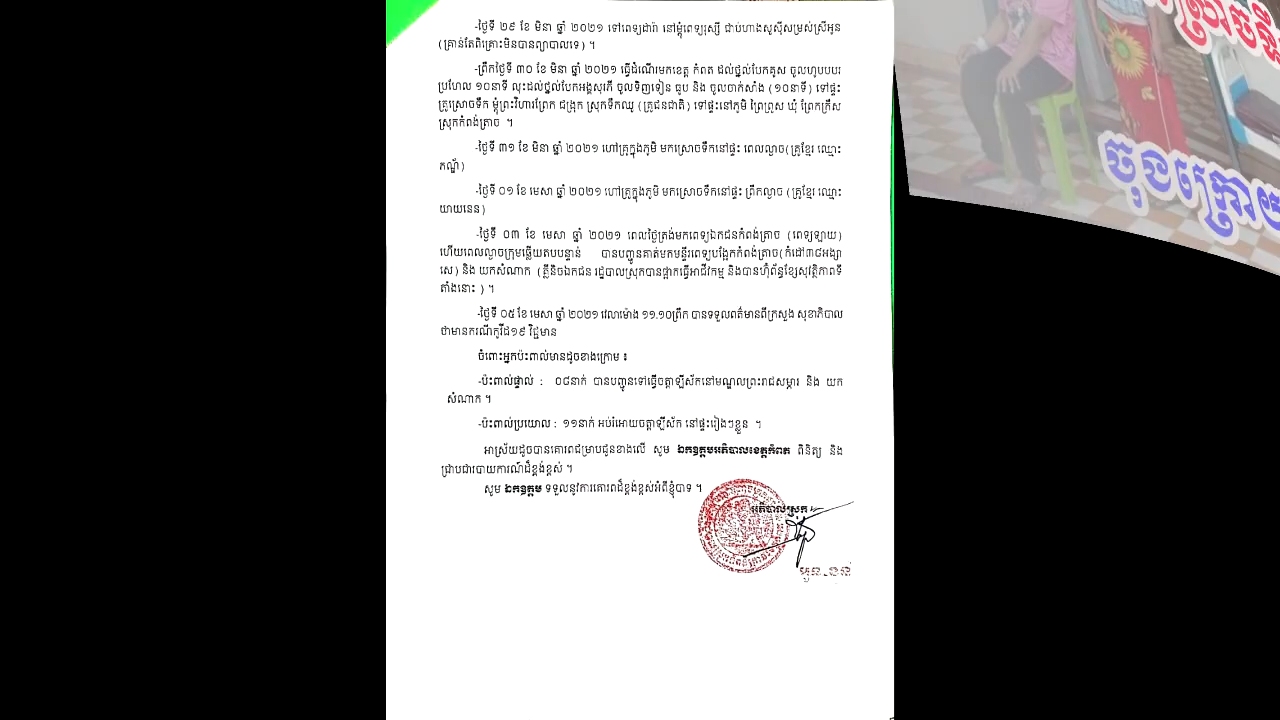 -ថ្ងៃទី ២៩ ខែ មិនា ឆ្នាំ ២០២១ ទៅពេទ្យដារ៉ា នៅម្តុំពេទ្យរុស្សី ជាប់ហាងសូស៊ីសម្រស់ស្រីអូន
(គ្រាន់តែពិគ្រោះមិនបានព្យាបាលទេ) ។
-ព្រឹកថ្ងៃទី ៣០ ខែ មិនា ឆ្នាំ ២០២១ ធ្វើដំណើរមកខេត្ត កំពត ដល់ថ្នល់បែកគូស ចូលហូបបបរ
ប្រហែល ១០នាទី លុះដល់ថ្នល់បែកអង្គសុរភី ចូលទិញទៀន ធូប និង ចូលចាក់សាំង (១០នាទី) ទៅផ្ទះ
គ្រូស្រោចទឹក ម្តុំព្រះវិហារព្រែក ជង្រុក ស្រុកទឹកឈូ (គ្រូជនជាតិ) ទៅផ្ទះនៅភូមិ ព្រៃព្រួស ឃុំ ព្រែកក្រឹស
ស្រុកកំពង់ត្រាច ។
-ថ្ងៃទី ៣១ ខែ មិនា ឆ្នាំ ២០២១ ហៅគ្រូក្នុងភូមិ មកស្រោចទឹកនៅផ្ទះ ពេលល្ងាច(គ្រូខ្មែរ ឈ្មោះ
ភណ្ឌ័)
-ថ្ងៃទី ០១ ខែ មេសា ឆ្នាំ ២០២១ ហៅគ្រូក្នុងភូមិ មកស្រោចទឹកនៅផ្ទះ ព្រឹកល្ងាច (គ្រូខ្មែរ ឈ្មោះ
យាយនេន)
-ថ្ងៃទី ០៣ ខែ មេសា ឆ្នាំ ២០២១ ពេលថ្ងៃត្រង់មកពេទ្យឯកជនកំពង់ត្រាច (ពេទ្យឡាយ)
ហើយពេលល្ងាចក្រុមឆ្លើយតបបន្ទាន់ បានបញ្ជូនគាត់មកមន្ទីរពេទ្យបង្អែកកំពង់ត្រាច(កំដៅ៣៨អង្សា
សេ) និង យកសំណាក (គ្លីនិចឯកជន រដ្ឋបាលស្រុកបានផ្អាកធ្វើអាជីវកម្ម និងបានហ៊ុំព័ន្ធខ្សែសុវត្ថិភាពទី
តាំងនោះ ) ។
-ថ្ងៃទី ០៥ ខែ មេសា ឆ្នាំ ២០២១ វេលាម៉ោង ១១.១០ព្រឹក បានទទួលពត៌មានពីក្រសួង សុខាភិបាល
ថាមានករណីកូវីដ១៩ វិជ្ជមាន
ចំពោះអ្នកប៉ះពាល់មានដូចខាងក្រោម ៖
-ប៉ះពាល់ផ្ទាល់ : ០៨នាក់ បានបញ្ជូនទៅធ្វើចត្តាឡីស័កនៅមណ្ឌលព្រះរាជសម្ភារ និង យក
សំណាក ។
-ប៉ះពាល់ប្រយោល : ១១នាក់ អប់រំអោយចត្តាឡីស័ក នៅផ្ទះរៀងៗខ្លួន ។
អាស្រ័យដូចបានគោរពជម្រាបជូនខាងលើ សូម ឯកឧត្តមអភិបាលខេត្តកំពត ពិនិត្យ និង
ជ្រាបជារបាយការណ៍ដ៏ខ្ពង់ខ្ពស់ ។
សូម ឯកឧត្តម ទទួលនូវការគោរពដ៏ខ្ពង់ខ្ពស់អំពីខ្ញុំបាទ ។
អភិបាលស្រុក
ចុងក្រោយ